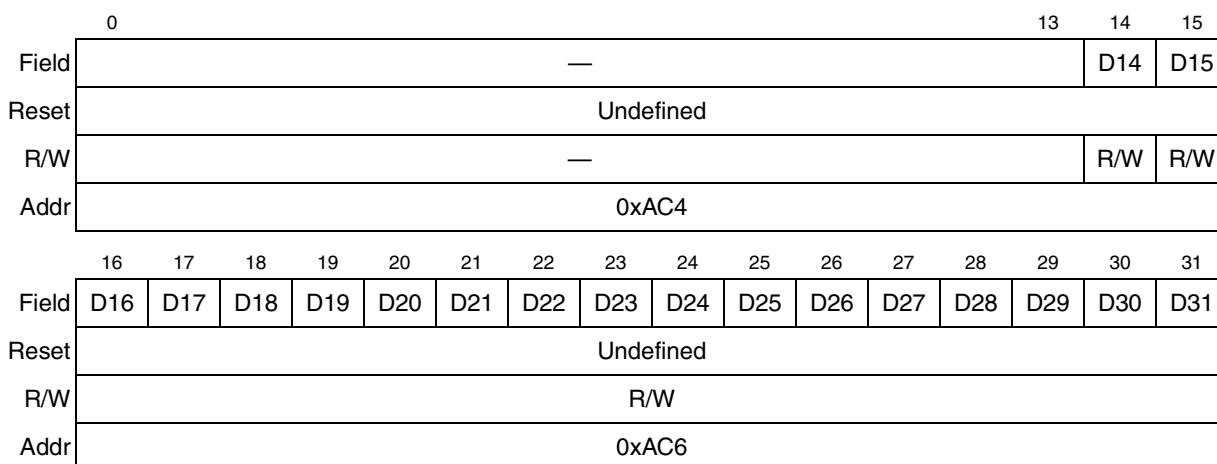 0 13 14 15
Field — D14 D15
Reset Undefined
R/W — R/W R/W
Addr 0xAC4
16 17 18 19 20 21 22 23 24 25 26 27 28 29 30 31
Field D16 D17 D18 D19 D20 D21 D22 D23 D24 D25 D26 D27 D28 D29 D30 D31
Reset Undefined
R/W R/W
Addr 0xAC6